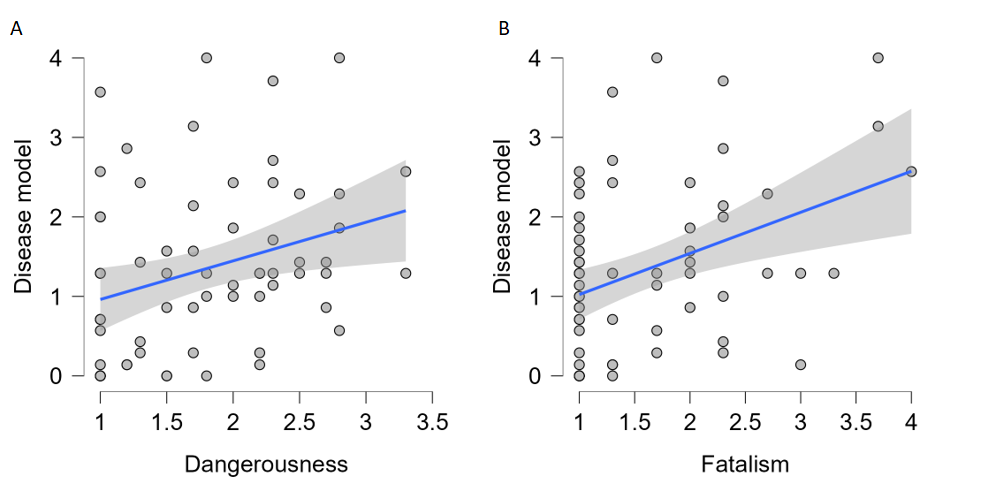 A
4
3
2
1
0
Disease model
1 1.5 2 2.5 3 3.5
Dangerousness
B
4
3
2
1
0
Disease model
1 1.5 2 2.5 3 3.5 4
Fatalism